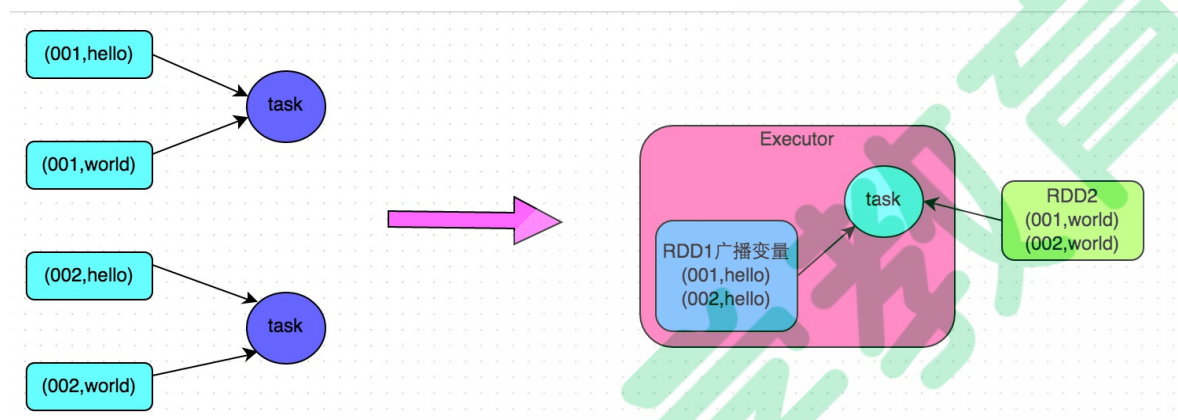 (001,hello)
task
(001,world)
(002,hello)
task
(002,world)
Executor
task
RDD1广播变量
(001,hello)
(002,hello)
RDD2
(001,world)
(002,world)